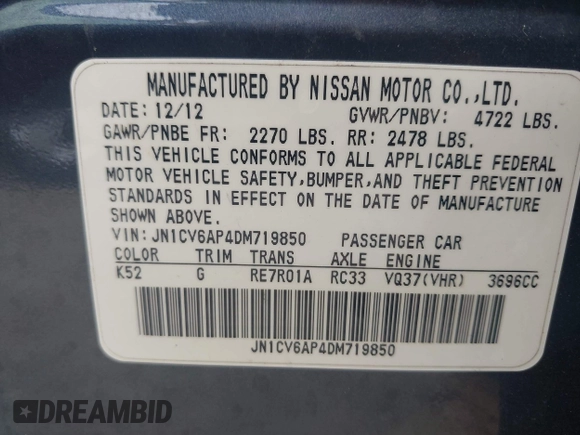 MANUFACTURED BY NISSAN MOTOR CO.,LTD.
DATE: 12/12 GVWR/PNBV: 4722 LBS.
GAWR/PNBE FR: 2270 LBS. RR: 2478 LBS.
THIS VEHICLE CONFORMS TO ALL APPLICABLE FEDERAL
MOTOR VEHICLE SAFETY,BUMPER,AND THEFT PREVENTION
STANDARDS IN EFFECT ON THE DATE OF MANUFACTURE
SHOWN ABOVE.
VIN: JN1CV6AP4DM719850 PASSENGER CAR
COLOR TRIM TRANS AXLE ENGINE
K52 G RE7R01A RC33 VQ37(VHR) 3696CC
JN1CV6AP4DM719850
DREAMBID